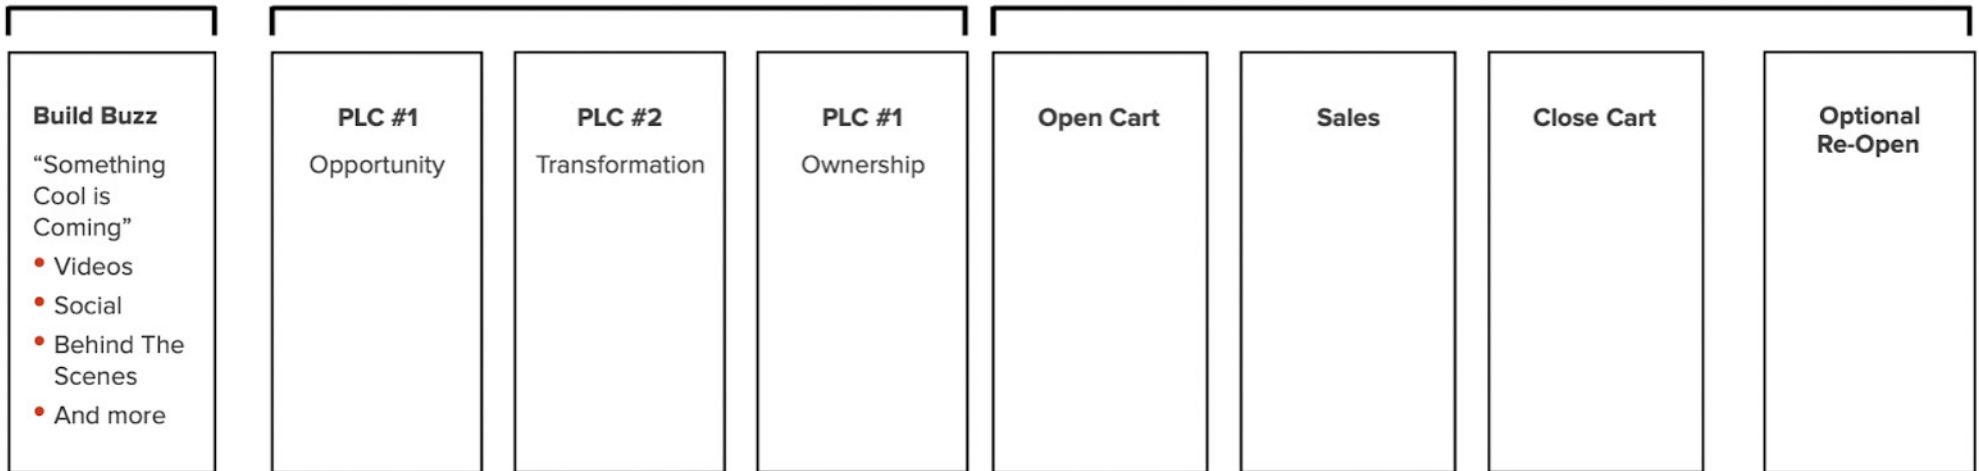 Build Buzz
“Something
Cool is
Coming”
• Videos
• Social
• Behind The
Scenes
• And more
PLC #1
Opportunity
PLC #2
Transformation
PLC #1
Ownership
Open Cart
Sales
Close Cart
Optional
Re-Open